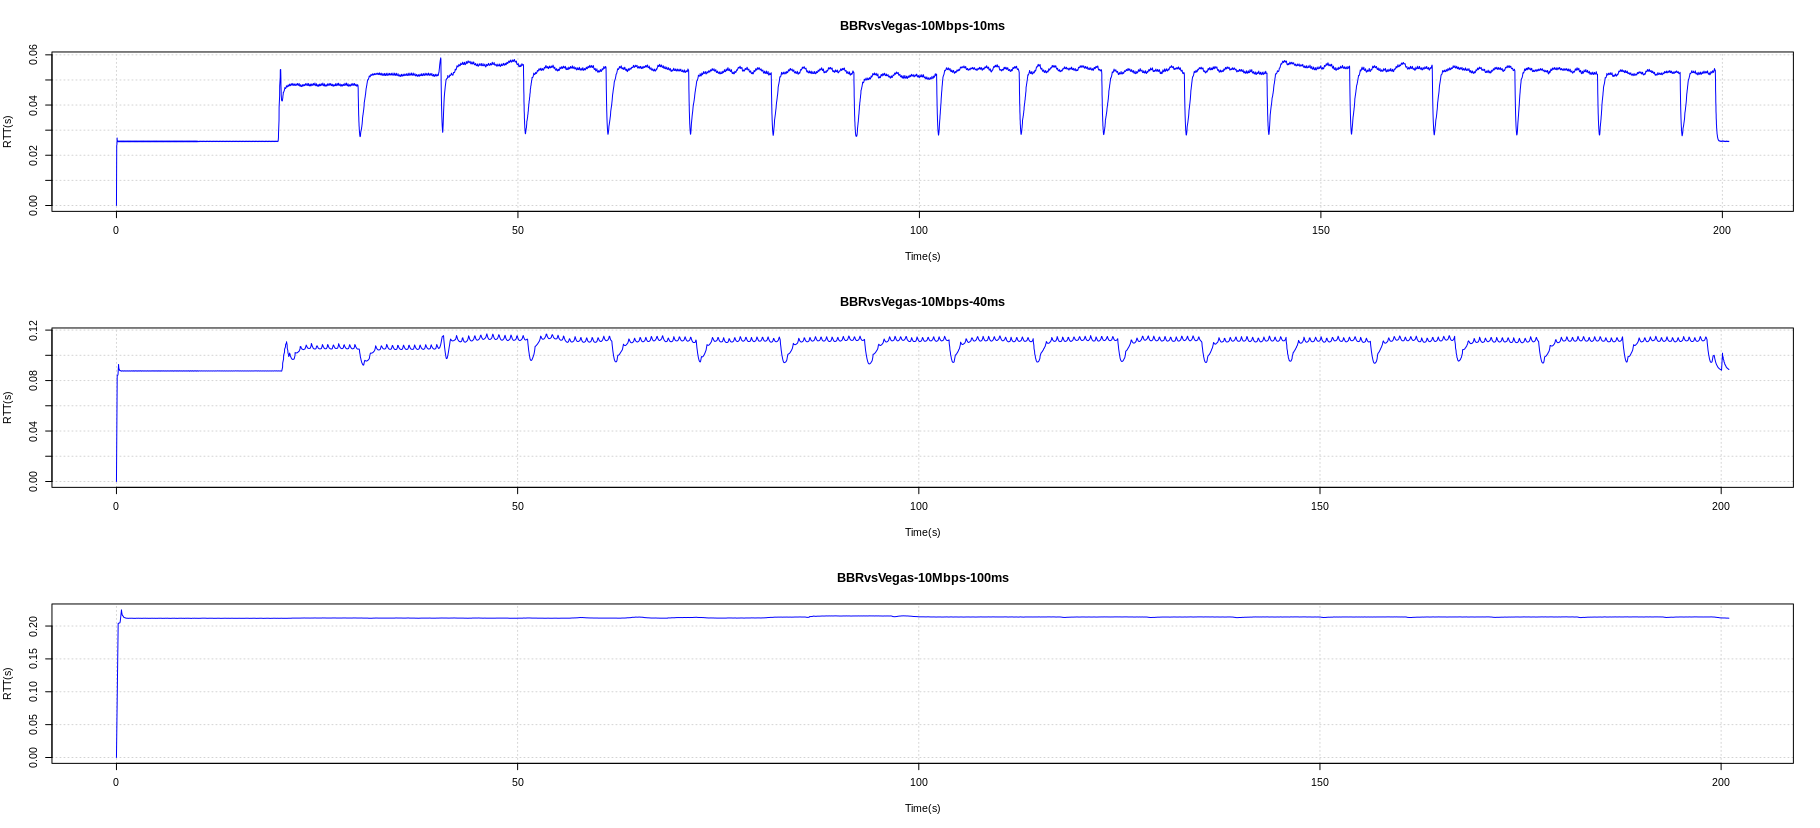 BBRvsVegas-10Mbps-10ms
RTT(s)
0.00 0.02 0.04 0.06
0 50 100 150 200
Time(s)
BBRvsVegas-10Mbps-40ms
RTT(s)
0.00 0.04 0.08 0.12
0 50 100 150 200
Time(s)
BBRvsVegas-10Mbps-100ms
RTT(s)
0.00 0.05 0.10 0.15 0.20
0 50 100 150 200
Time(s)